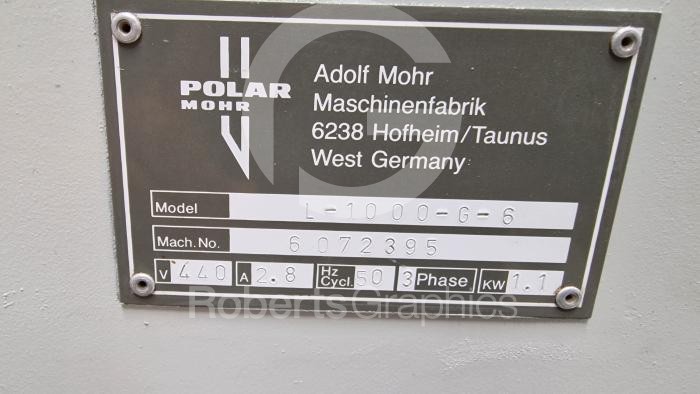 POLAR
MOHR
Adolf Mohr
Maschinenfabrik
6238 Hofheim/Taunus
West Germany
Model L-1000-G-6
Mach.No. 6072395
V 440 A 2.8 Hz Cycl. 50 3 Phase KW 1.1
RobertsGraphics